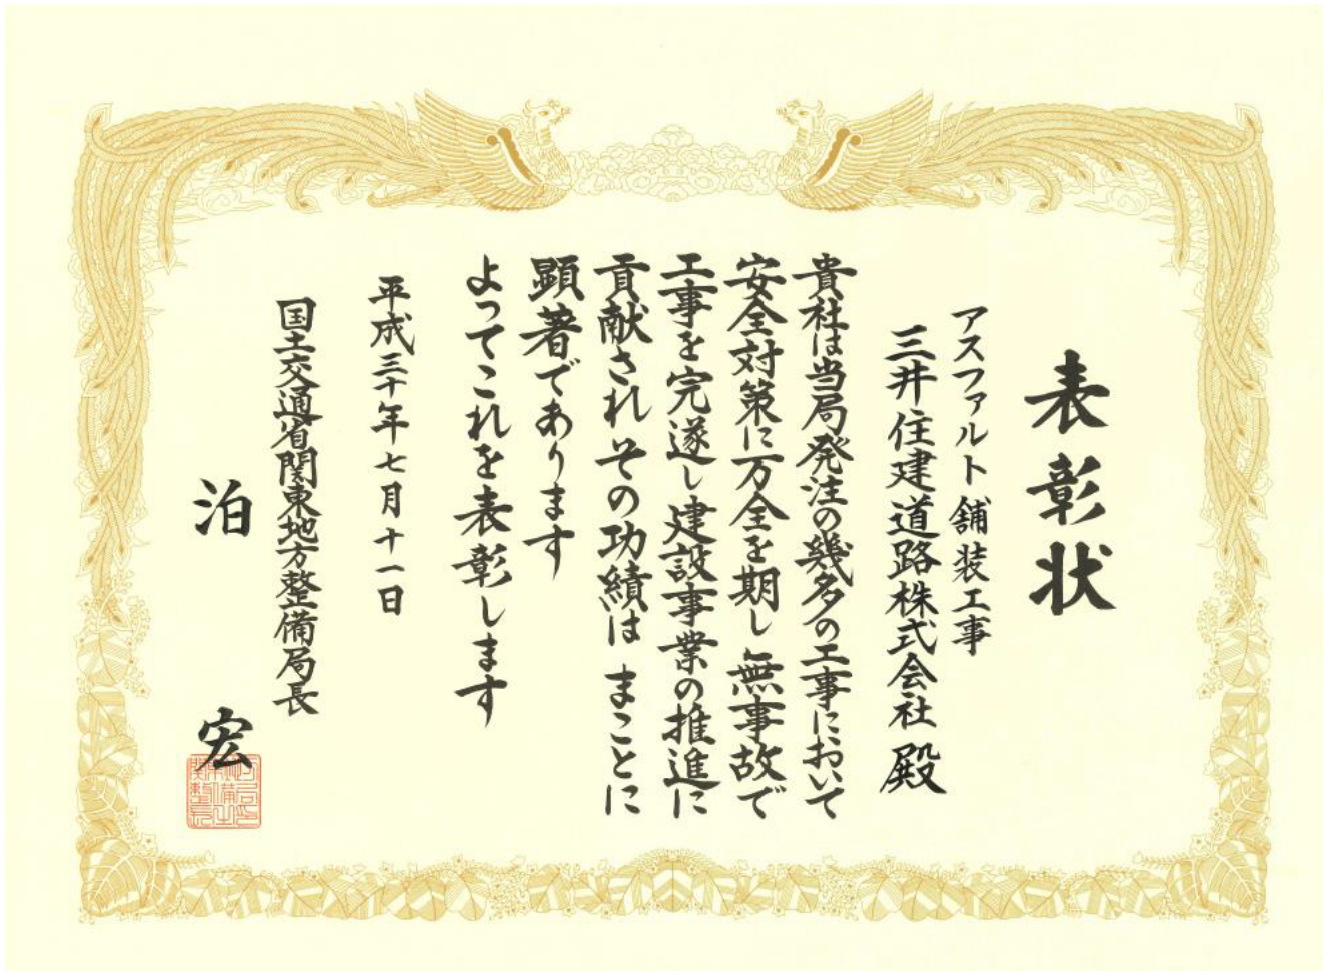 表彰状
アスファルト舗装工事
三井住建道路株式会社 殿
貴社は当局発注の幾多の工事において
安全対策に万全を期し無事故で
工事を完遂し建設事業の推進に
貢献されその功績は まことに
顕著であります
よってこれを表彰します
平成三十年七月十一日
国土交通省関東地方整備局長
泊 宏